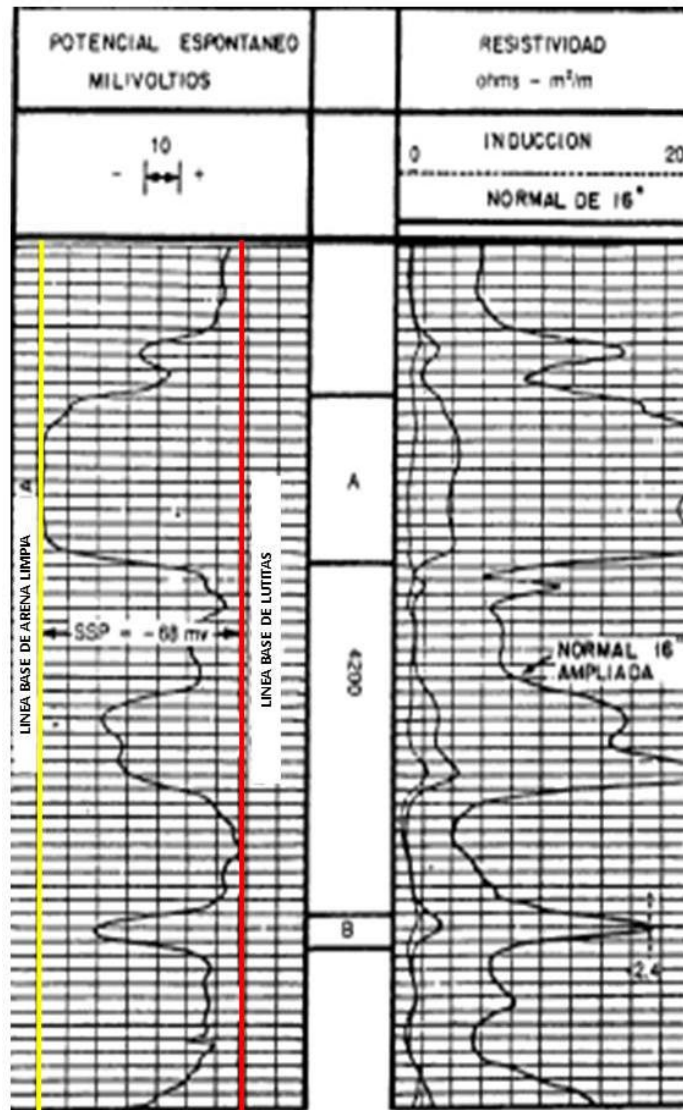 POTENCIAL ESPONTANEO
MILIVOLTIOS
10
- +
RESISTIVIDAD
ohms - m²/m
INDUCCION
0 20
NORMAL DE 16"
A
LINEA BASE DE ARENA LIMPIA
A
SSP = -68 mv
LINEA BASE DE LUTITAS
4200
NORMAL 16"
AMPLIADA
B
2.4